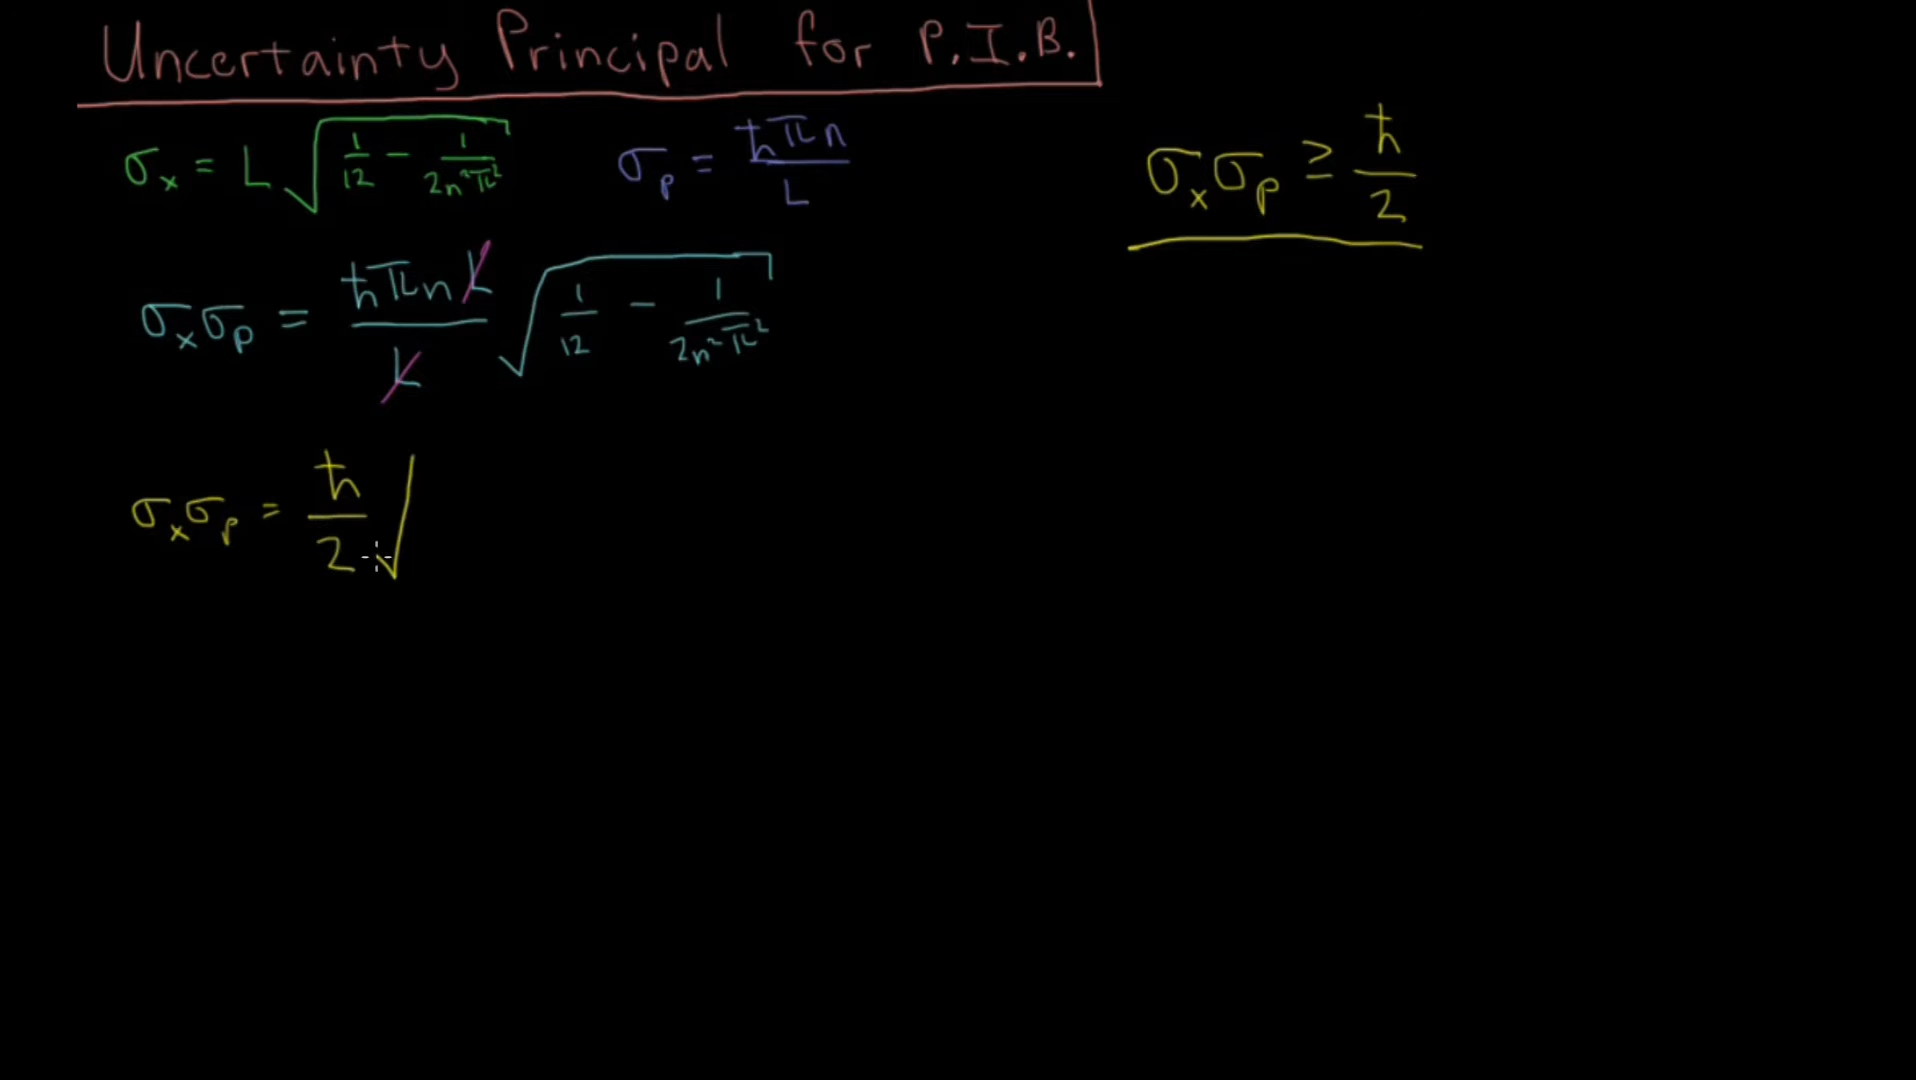 Uncertainty Principal for P.I.B.
σₓ = L √(1/12 − 1/(2n²π²))
σₚ = ħπn/L
σₓσₚ ≥ ħ/2
σₓσₚ = ħπnL/L √(1/12 − 1/(2n²π²))
σₓσₚ = ħ/2 √